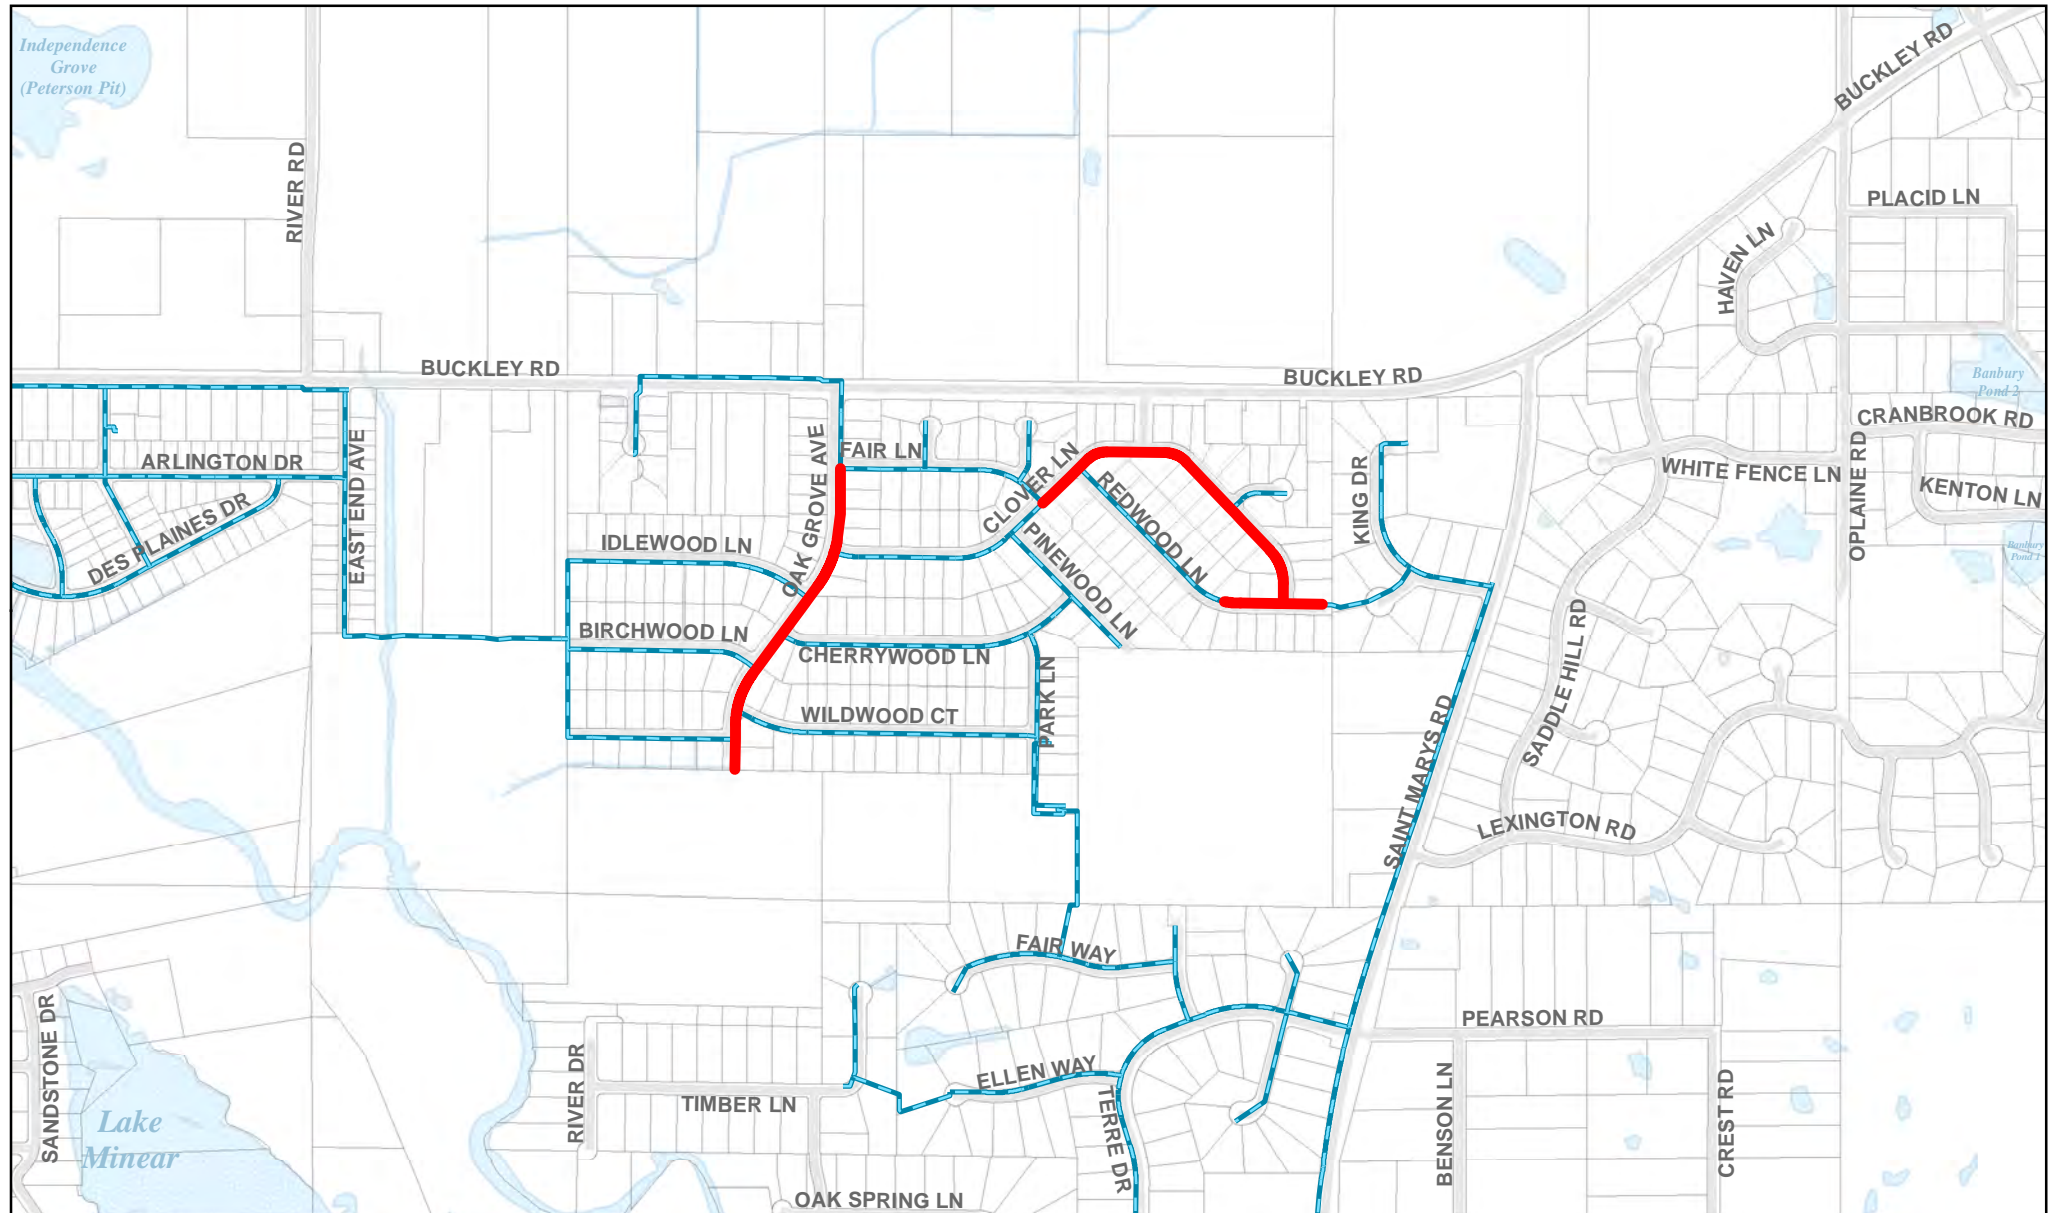 Independence
Grove
(Peterson Pit)
BUCKLEY RD
RIVER RD
PLACID LN
HAVEN LN
BUCKLEY RD
BUCKLEY RD
Banbury
Pond 2
CRANBROOK RD
OPLAINE RD
WHITE FENCE LN
KENTON LN
Banbury
Pond 1
ARLINGTON DR
EAST END AVE
DES PLAINES DR
OAK GROVE AVE
FAIR LN
CLOVER LN
REDWOOD LN
KING DR
IDLEWOOD LN
PINEWOOD LN
BIRCHWOOD LN
CHERRYWOOD LN
PARK LN
WILDWOOD CT
SADDLE HILL RD
SAINT MARYS RD
LEXINGTON RD
FAIR WAY
SANDSTONE DR
PEARSON RD
RIVER DR
ELLEN WAY
TIMBER LN
TERRE DR
BENSON LN
CREST RD
Lake
Minear
OAK SPRING LN